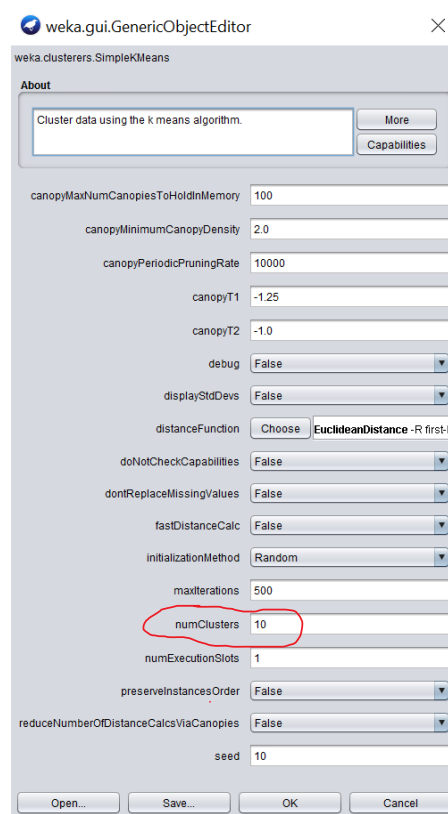 weka.gui.GenericObjectEditor
weka.clusterers.SimpleKMeans
About
Cluster data using the k means algorithm.
More
Capabilities
canopyMaxNumCanopiesToHoldInMemory 100
canopyMinimumCanopyDensity 2.0
canopyPeriodicPruningRate 10000
canopyT1 -1.25
canopyT2 -1.0
debug False
displayStdDevs False
distanceFunction Choose EuclideanDistance -R first-l
doNotCheckCapabilities False
dontReplaceMissingValues False
fastDistanceCalc False
initializationMethod Random
maxIterations 500
numClusters 10
numExecutionSlots 1
preserveInstancesOrder False
reduceNumberOfDistanceCalcsViaCanopies False
seed 10
Open... Save... OK Cancel